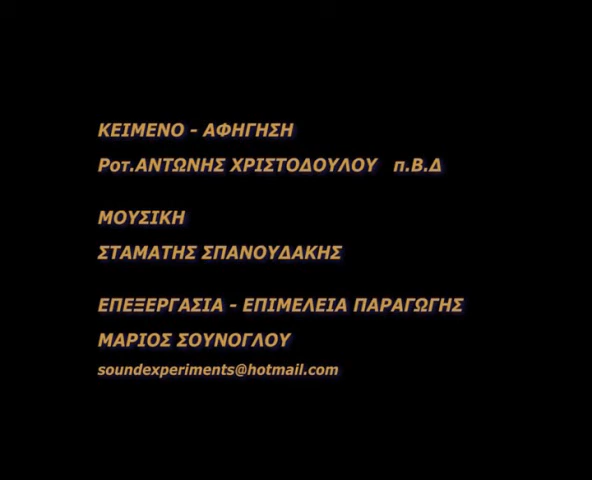 ΚΕΙΜΕΝΟ - ΑΦΗΓΗΣΗ
Ροτ.ΑΝΤΩΝΗΣ ΧΡΙΣΤΟΔΟΥΛΟΥ π.Β.Δ
ΜΟΥΣΙΚΗ
ΣΤΑΜΑΤΗΣ ΣΠΑΝΟΥΔΑΚΗΣ
ΕΠΕΞΕΡΓΑΣΙΑ - ΕΠΙΜΕΛΕΙΑ ΠΑΡΑΓΩΓΗΣ
ΜΑΡΙΟΣ ΣΟΥΝΟΓΛΟΥ
soundexperiments@hotmail.com